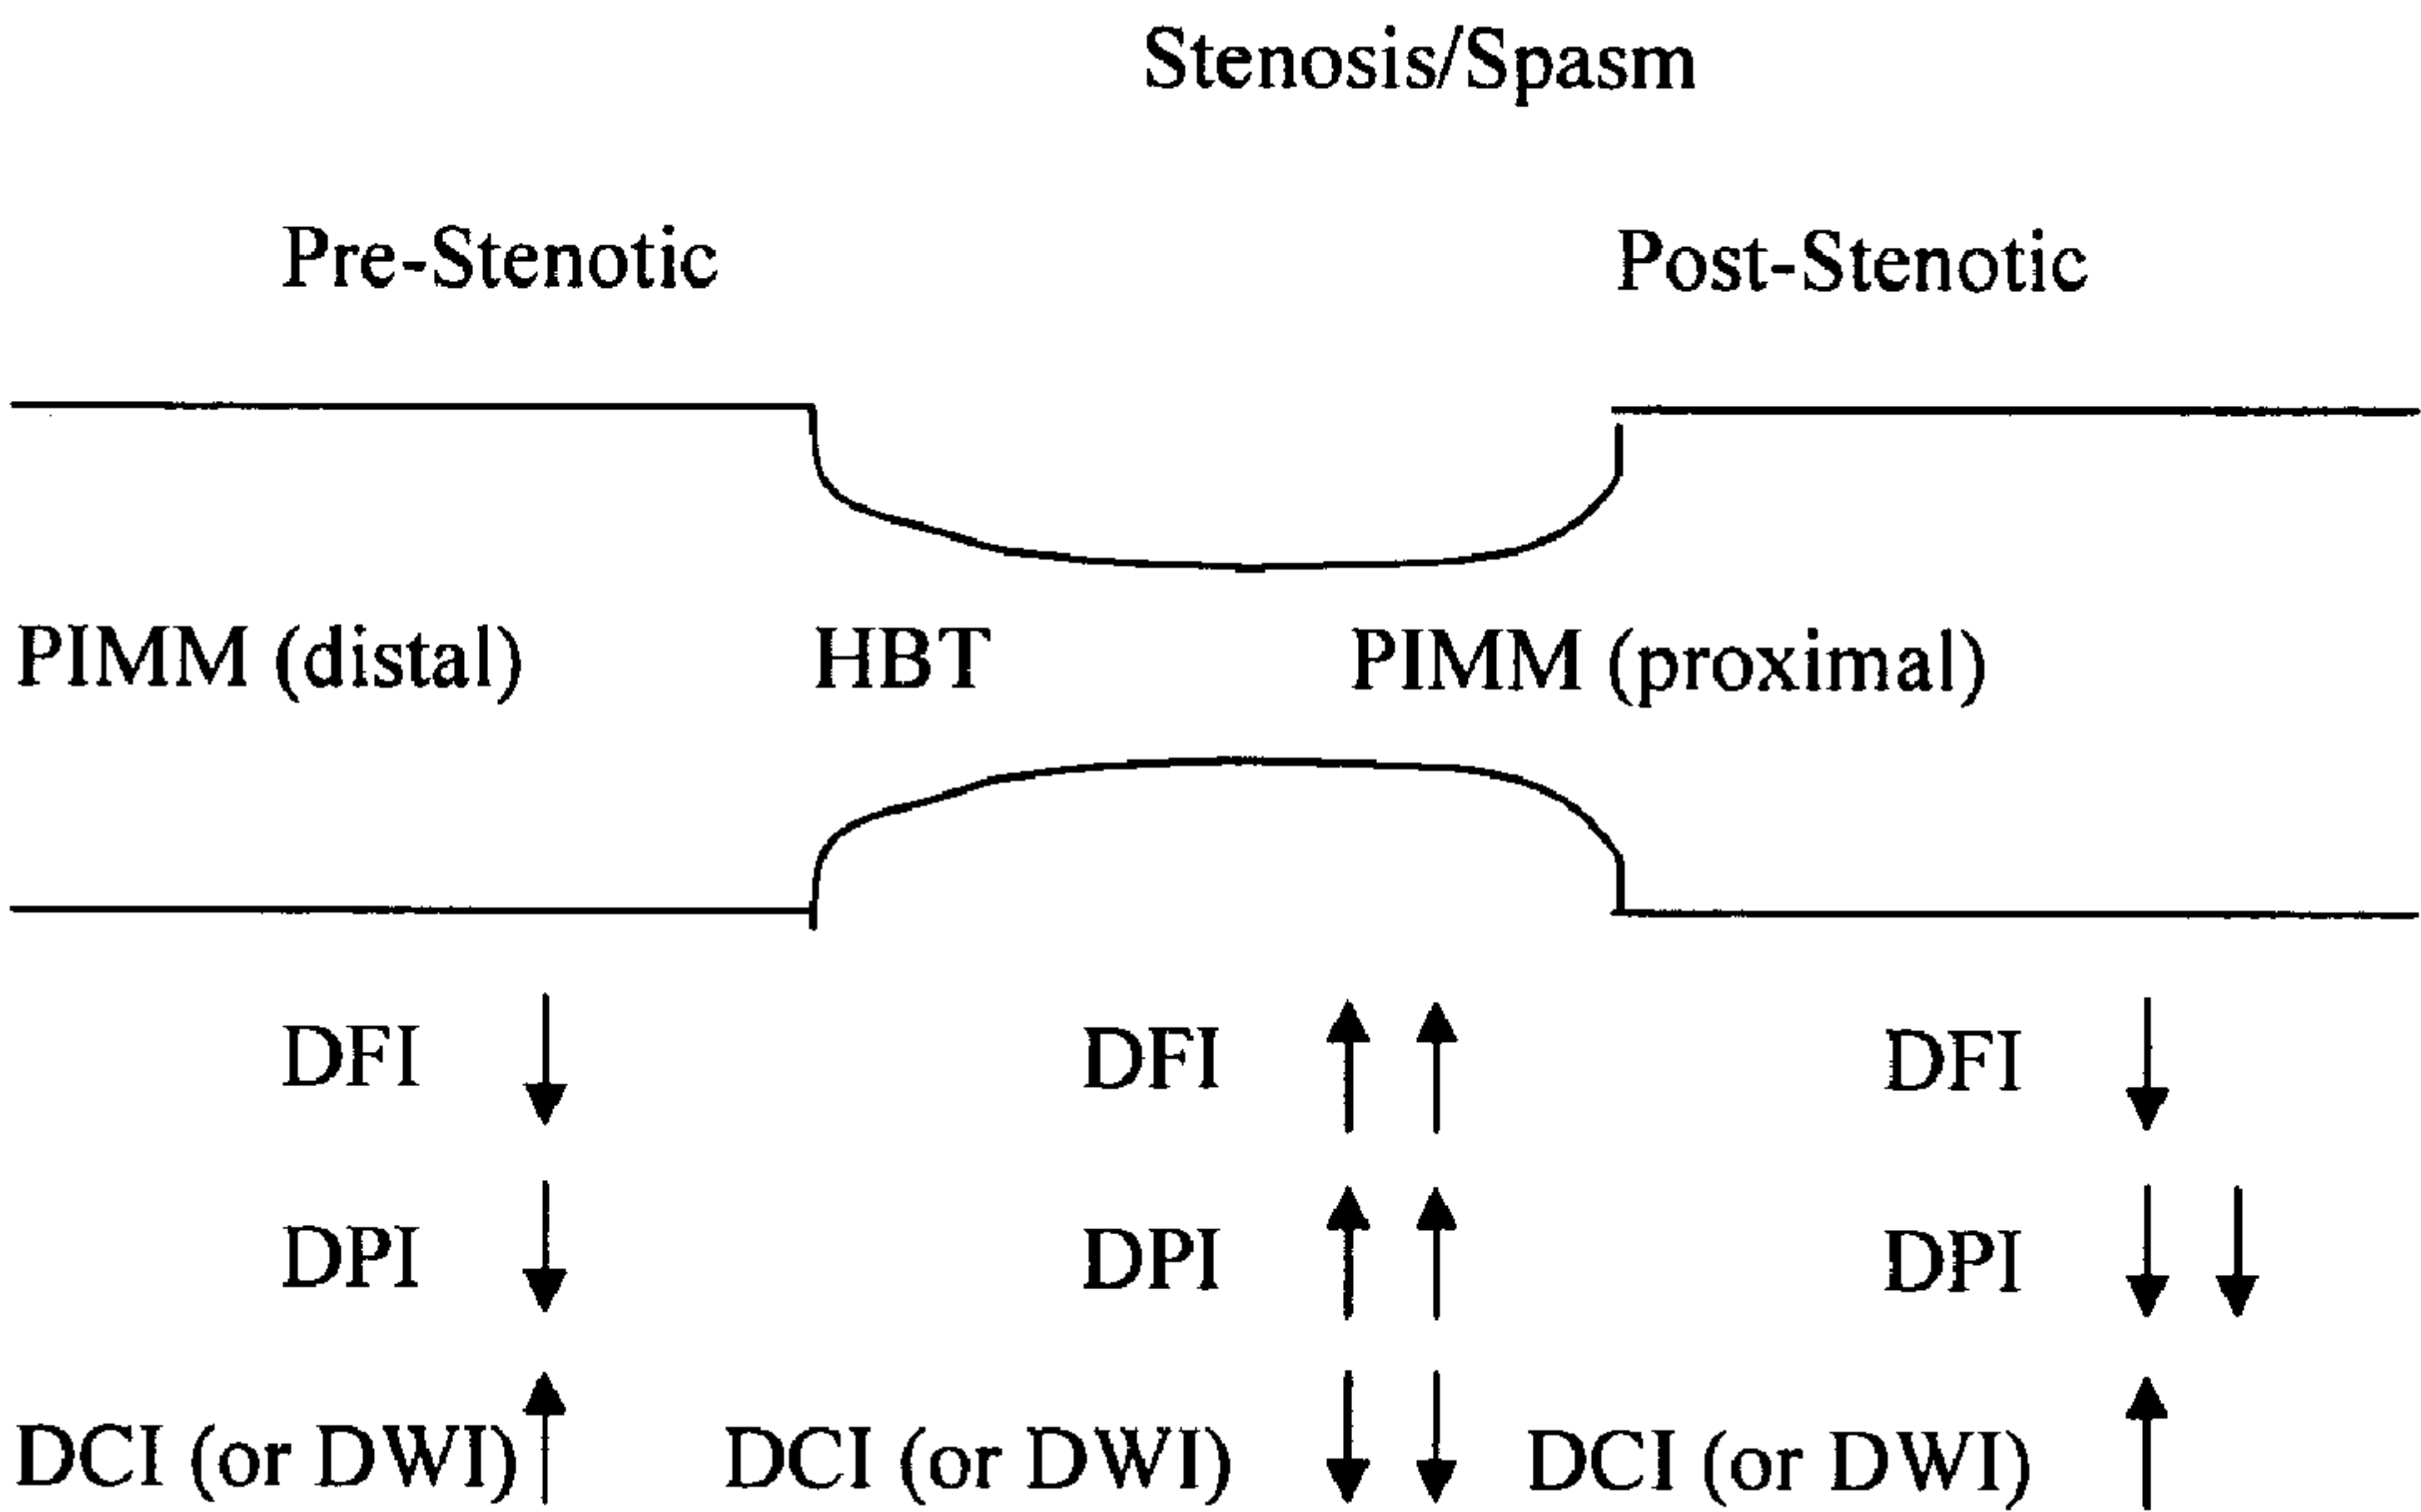 Stenosis/Spasm
Pre-Stenotic Post-Stenotic
PIMM (distal) HBT PIMM (proximal)
DFI DFI DFI
DPI DPI DPI
DCI (or DWI) DCI (or DWI) DCI (or DWI)